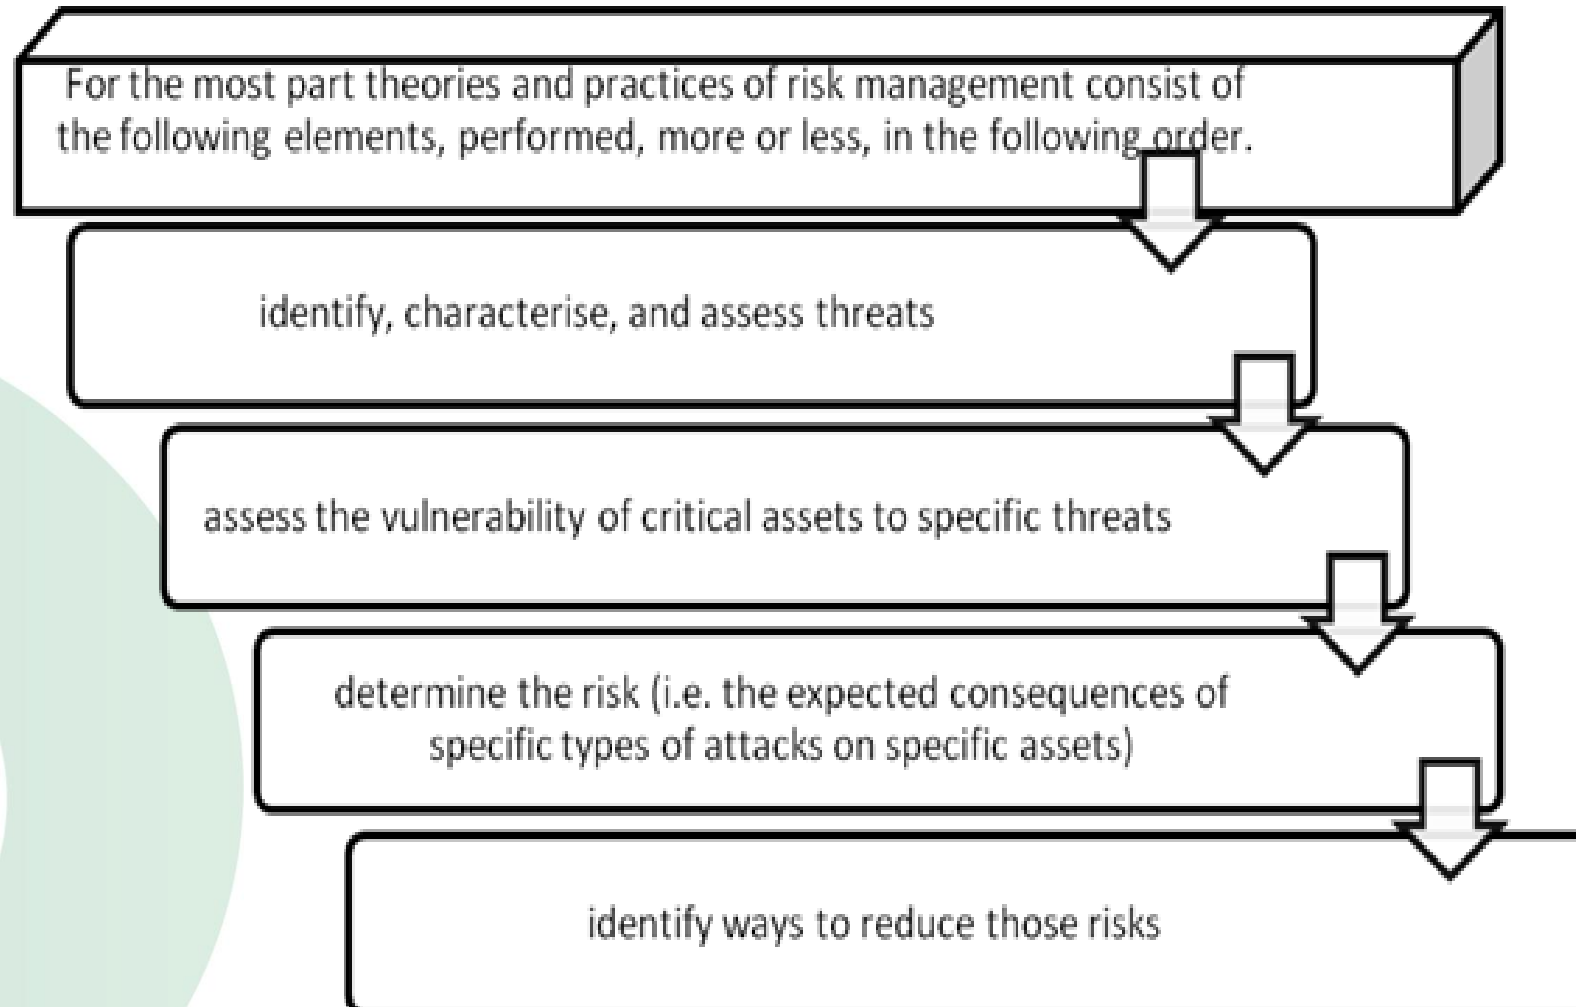 For the most part theories and practices of risk management consist of
the following elements, performed, more or less, in the following order.
identify, characterise, and assess threats
assess the vulnerability of critical assets to specific threats
determine the risk (i.e. the expected consequences of
specific types of attacks on specific assets)
identify ways to reduce those risks